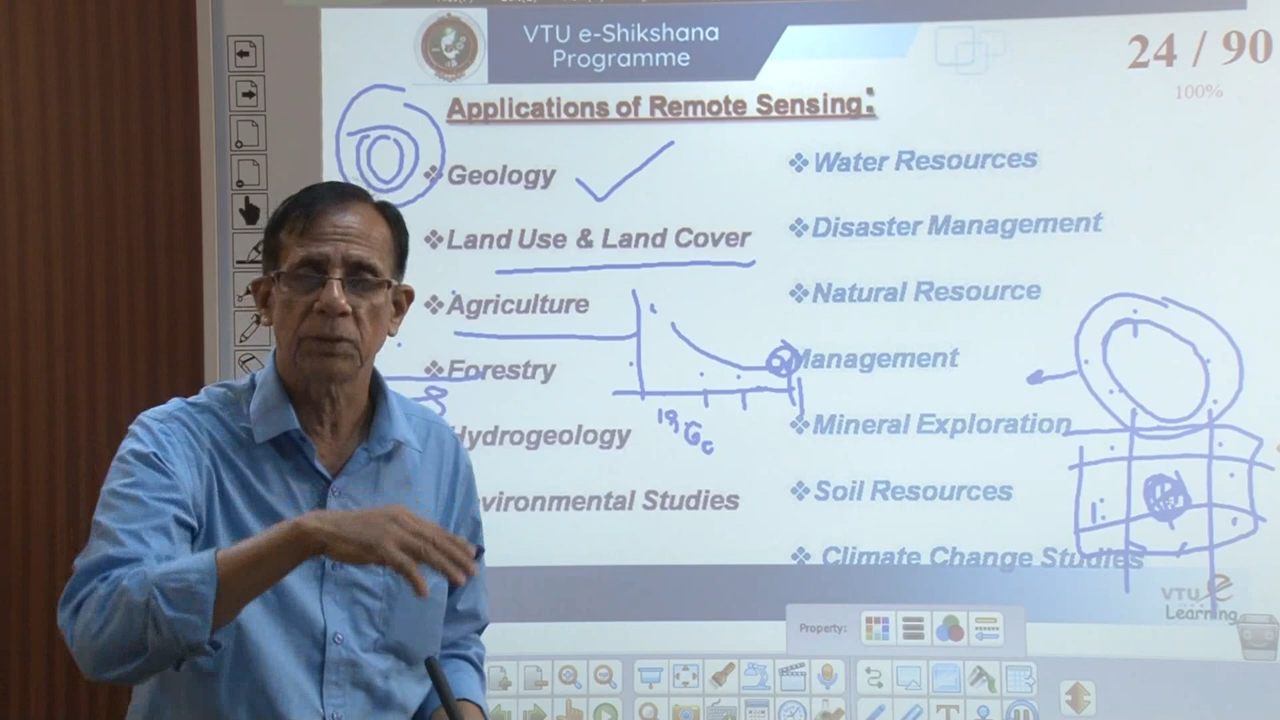 VTU e-Shikshana
Programme
24 / 90
100%
Applications of Remote Sensing:
❖Geology
❖Land Use & Land Cover
❖Agriculture
❖Forestry
Hydrogeology
vironmental Studies
❖Water Resources
❖Disaster Management
❖Natural Resource
Management
❖Mineral Exploration
❖Soil Resources
❖ Climate Change Studies
VTU e
Learning
Property: